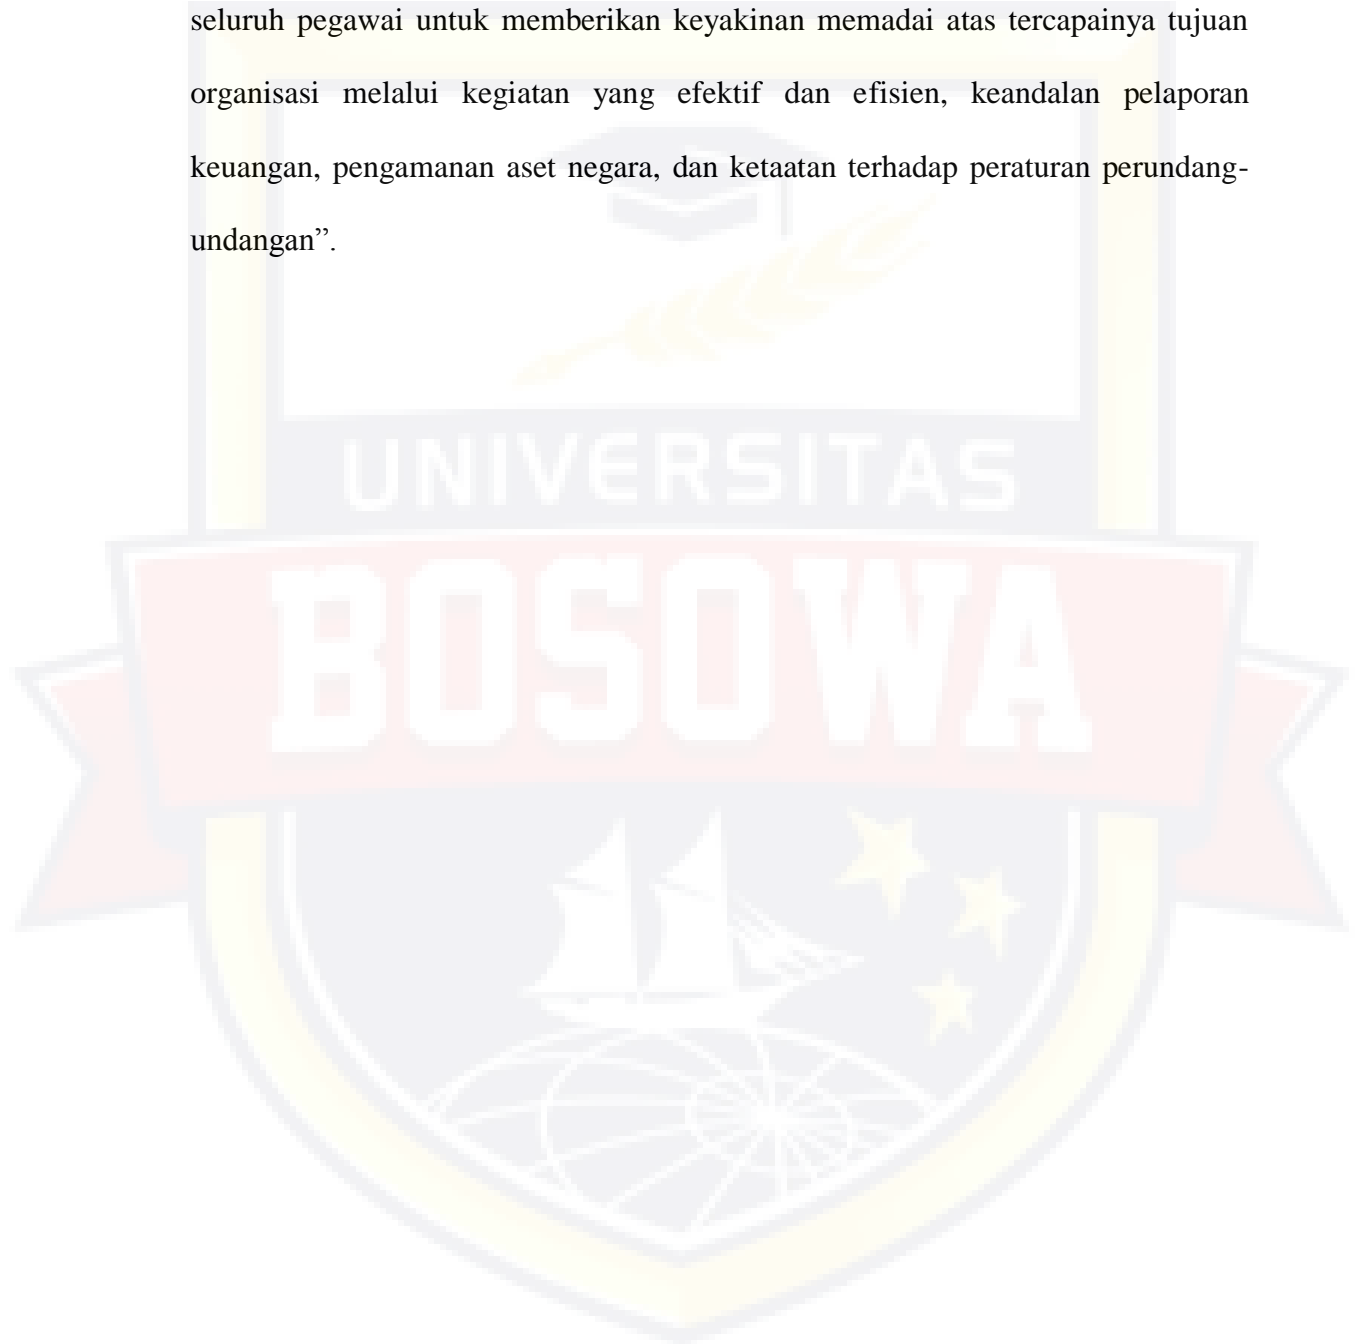 seluruh pegawai untuk memberikan keyakinan memadai atas tercapainya tujuan
organisasi melalui kegiatan yang efektif dan efisien, keandalan pelaporan
keuangan, pengamanan aset negara, dan ketaatan terhadap peraturan perundang-
undangan”.
UNIVERSITAS
BOSOWA